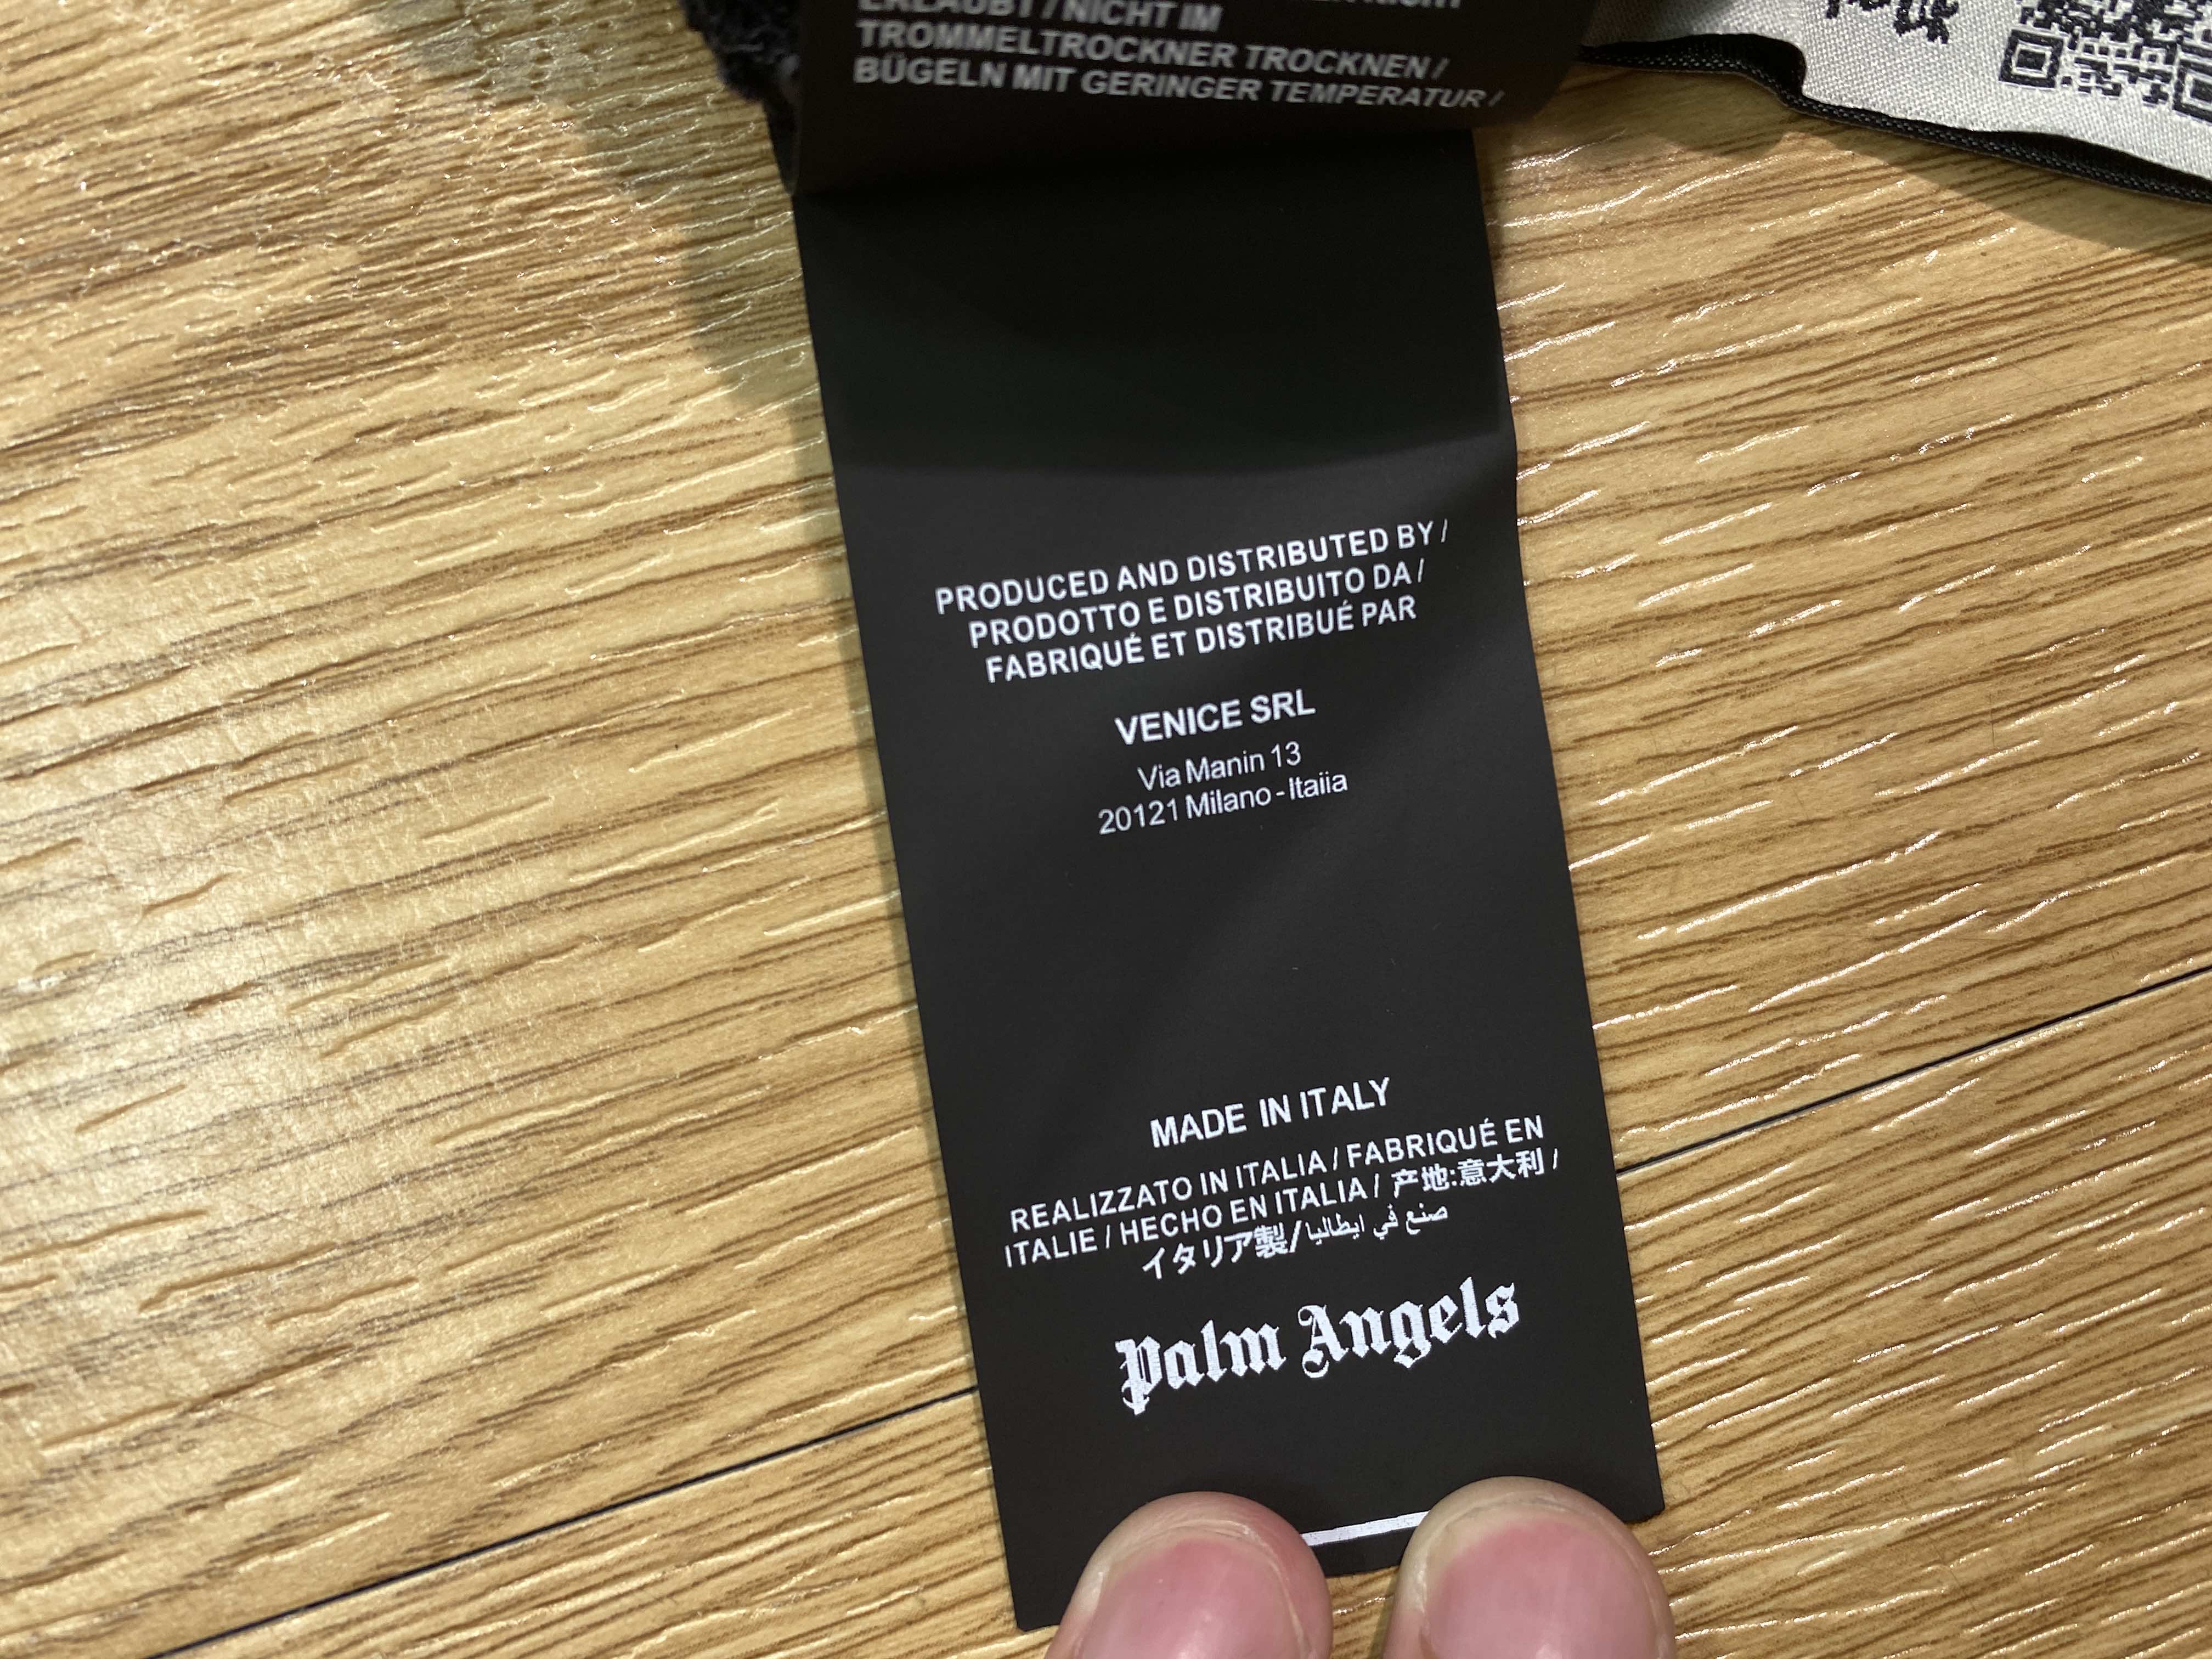 ERLAUBT / NICHT IM
TROMMELTROCKNER TROCKNEN /
BÜGELN MIT GERINGER TEMPERATUR /
PRODUCED AND DISTRIBUTED BY /
PRODOTTO E DISTRIBUITO DA /
FABRIQUÉ ET DISTRIBUÉ PAR
VENICE SRL
Via Manin 13
20121 Milano - Itaiia
MADE IN ITALY
REALIZZATO IN ITALIA / FABRIQUÉ EN
ITALIE / HECHO EN ITALIA / 产地:意大利 /
イタリア製/صنع في ايطاليا
Palm Angels